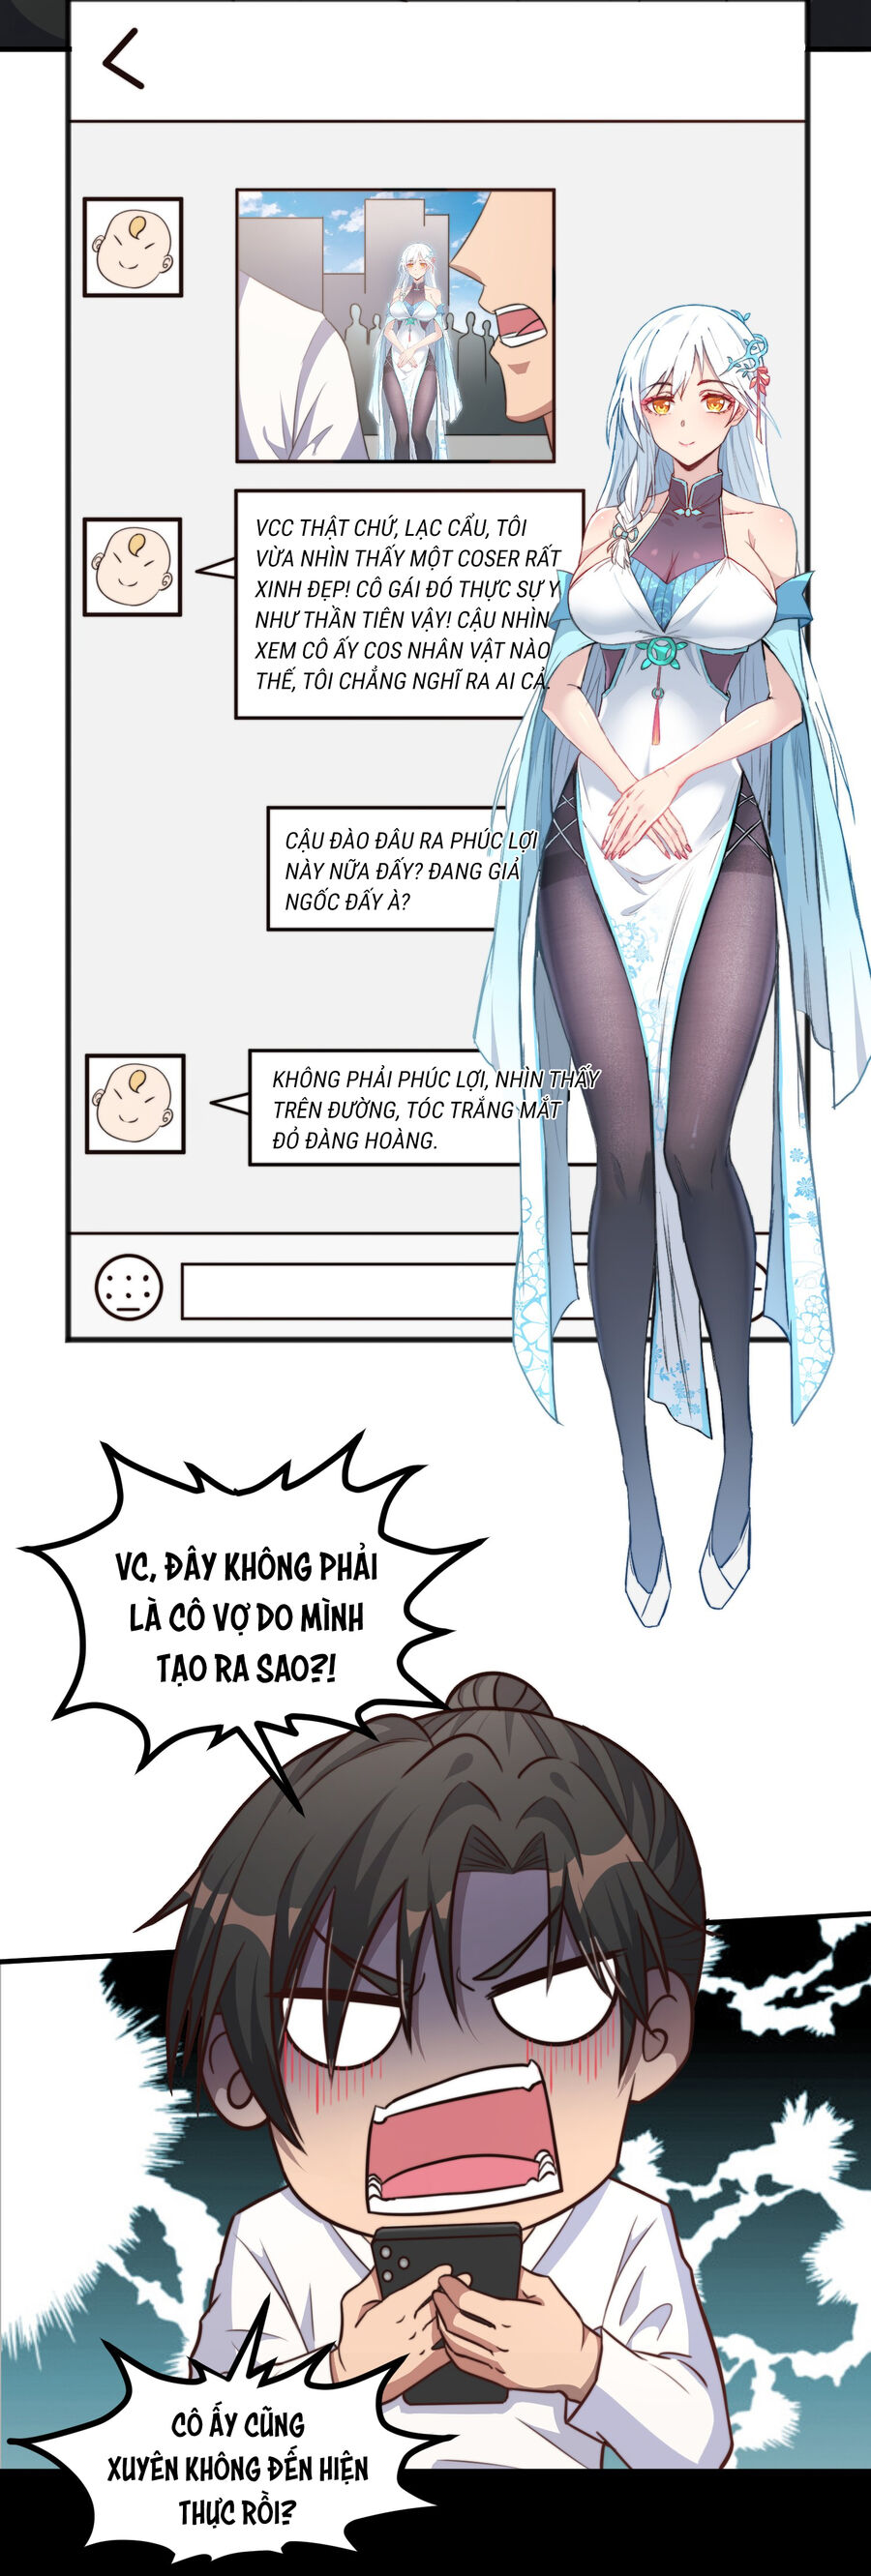 VCC THẬT CHỨ, LẠC CẨU, TÔI
VỪA NHÌN THẤY MỘT COSER RẤT
XINH ĐẸP! CÔ GÁI ĐÓ THỰC SỰ Y
NHƯ THẦN TIÊN VẬY! CẬU NHÌN
XEM CÔ ẤY COS NHÂN VẬT NÀO
THẾ, TÔI CHẲNG NGHĨ RA AI CẢ.
CẬU ĐÀO ĐÂU RA PHÚC LỢI
NÀY NỮA ĐẤY? ĐANG GIẢ
NGỐC ĐẤY À?
KHÔNG PHẢI PHÚC LỢI, NHÌN THẤY
TRÊN ĐƯỜNG, TÓC TRẮNG MẮT
ĐỎ ĐÀNG HOÀNG.
VC, ĐÂY KHÔNG PHẢI
LÀ CÔ VỢ DO MÌNH
TẠO RA SAO?!
CÔ ẤY CŨNG
XUYÊN KHÔNG ĐẾN HIỆN
THỰC RỒI?